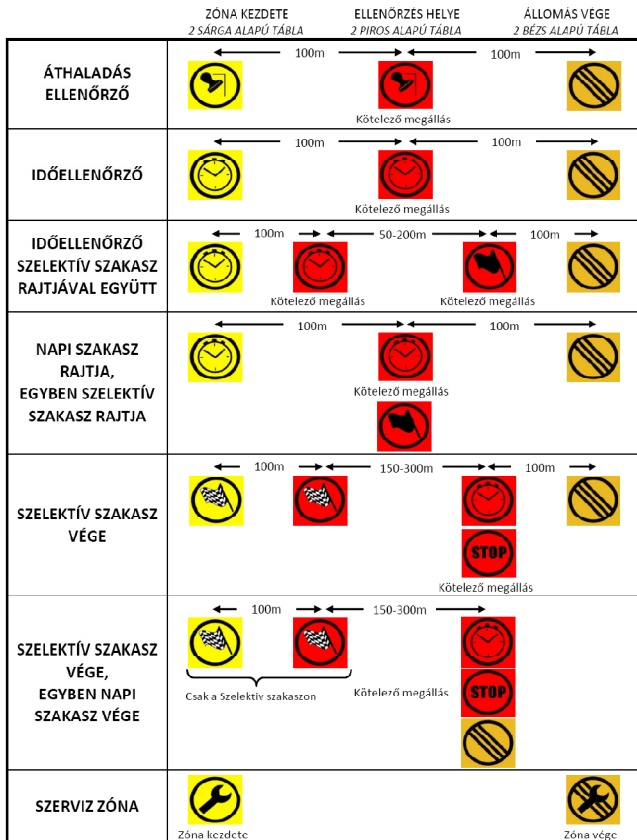 ZÓNA KEZDETE ELLENŐRZÉS HELYE ÁLLOMÁS VÉGE
2 SÁRGA ALAPÚ TÁBLA 2 PIROS ALAPÚ TÁBLA 2 BÉZS ALAPÚ TÁBLA
ÁTHALADÁS
ELLENŐRZŐ
100m 100m
Kötelező megállás
IDŐELLENŐRZŐ
100m 100m
Kötelező megállás
IDŐELLENŐRZŐ
SZELEKTÍV SZAKASZ
RAJTJÁVAL EGYÜTT
100m 50-200m 100m
Kötelező megállás Kötelező megállás
NAPI SZAKASZ
RAJTJA,
EGYBEN SZELEKTÍV
SZAKASZ RAJTJA
100m 100m
Kötelező megállás
SZELEKTÍV SZAKASZ
VÉGE
100m 150-300m 100m
STOP
Kötelező megállás
SZELEKTÍV SZAKASZ
VÉGE,
EGYBEN NAPI
SZAKASZ VÉGE
100m 150-300m
Csak a Szelektív szakaszon Kötelező megállás STOP
SZERVIZ ZÓNA
Zóna kezdete Zóna vége